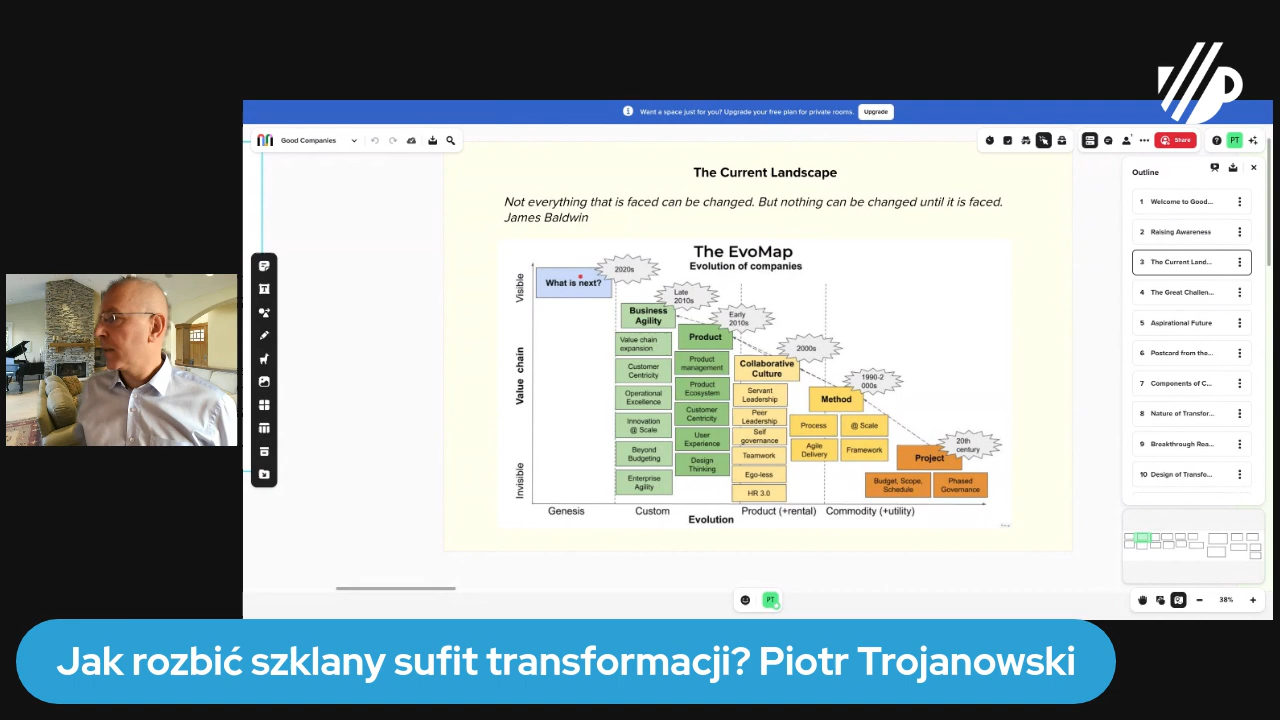 Want a space just for you? Upgrade your free plan for private rooms.
Upgrade
Good Companies
Share
PT
The Current Landscape
Not everything that is faced can be changed. But nothing can be changed until it is faced.
James Baldwin
The EvoMap
Evolution of companies
Visible
Value chain
Invisible
What is next?
2020s
Business
Agility
Value chain
expansion
Customer
Centricity
Operational
Excellence
Innovation
@ Scale
Beyond
Budgeting
Enterprise
Agility
Late
2010s
Product
Product
management
Product
Ecosystem
Customer
Centricity
User
Experience
Design
Thinking
Early
2010s
Collaborative
Culture
Servant
Leadership
Peer
Leadership
Self
governance
Teamwork
Ego-less
HR 3.0
2000s
Method
Process
@ Scale
Agile
Delivery
Framework
1990-2
000s
Project
Budget, Scope,
Schedule
Phased
Governance
20th
century
Genesis
Custom
Product (+rental)
Commodity (+utility)
Evolution
Outline
1 Welcome to Good...
2 Raising Awareness
3 The Current Land...
4 The Great Challen...
5 Aspirational Future
6 Postcard from tho...
7 Components of C...
8 Nature of Transfor...
9 Breakthrough Rea...
10 Design of Transfo...
PT
38%
Jak rozbić szklany sufit transformacji? Piotr Trojanowski